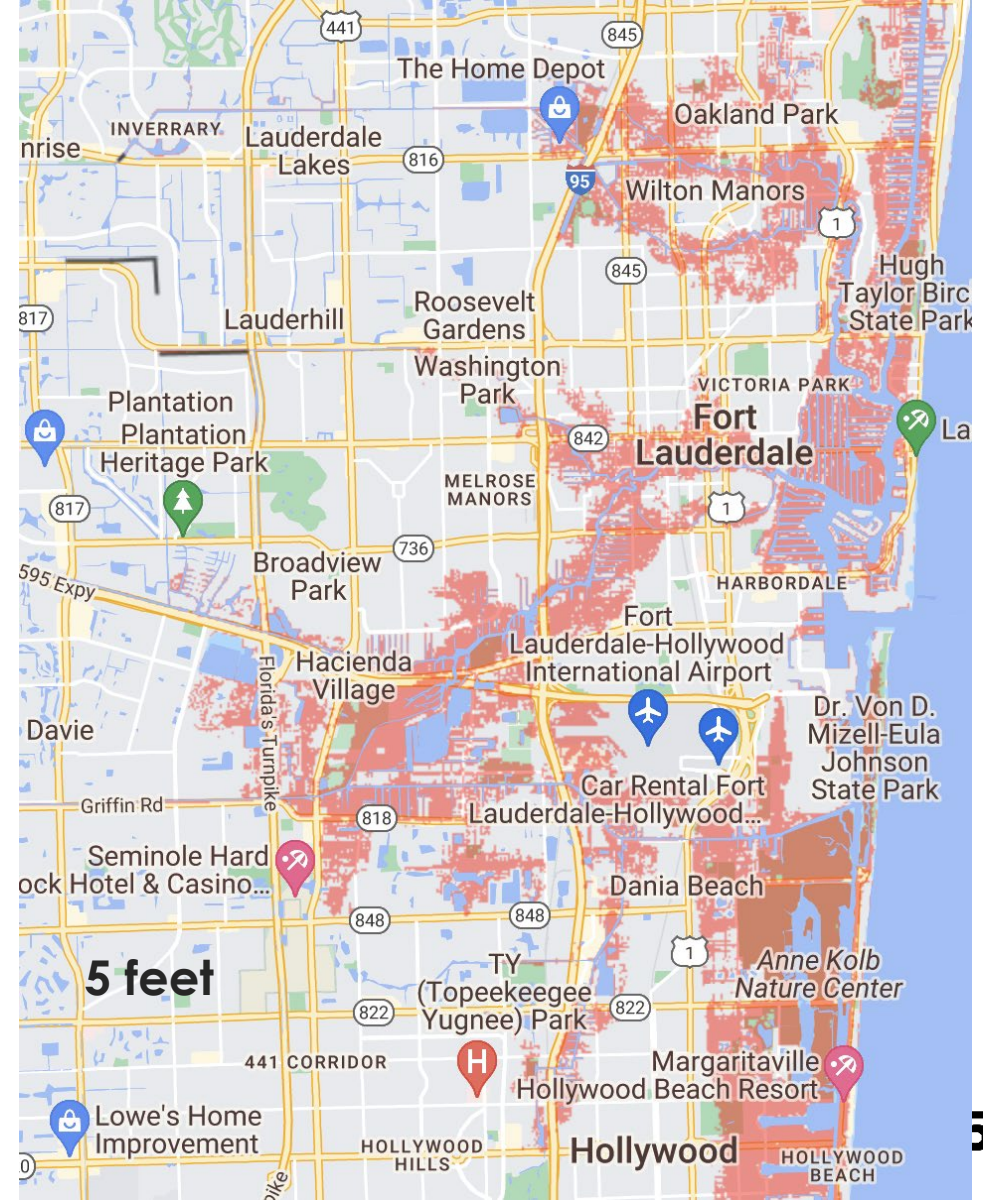 441
845
The Home Depot
Oakland Park
INVERRARY
nrise
Lauderdale
Lakes
816
95
Wilton Manors
1
845
Hugh
Taylor Birc
State Park
817
Lauderhill
Roosevelt
Gardens
Washington
Park
VICTORIA PARK
Plantation
Plantation
Heritage Park
842
Fort
Lauderdale
La
MELROSE
MANORS
817
1
736
Broadview
Park
595 Expy
HARBORDALE
Fort
Lauderdale-Hollywood
International Airport
Hacienda
Village
Florida's Turnpike
Davie
Dr. Von D.
Mizell-Eula
Johnson
State Park
Car Rental Fort
Lauderdale-Hollywood...
Griffin Rd
818
Seminole Hard
ock Hotel & Casino...
Dania Beach
848
848
1
5 feet
TY
(Topeekeegee
Yugnee) Park
Anne Kolb
Nature Center
822
822
441 CORRIDOR
H
Margaritaville
Hollywood Beach Resort
Lowe's Home
Improvement
5
HOLLYWOOD
HILLS
Hollywood
HOLLYWOOD
BEACH
0
pike